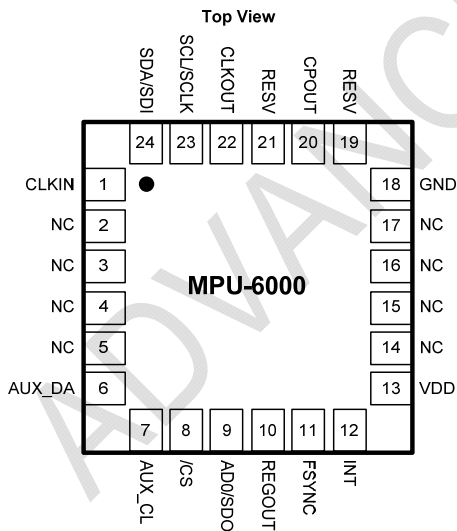 Top View
SDA/SDI
SCL/SCLK
CLKOUT
RESV
CPOUT
RESV
24 23 22 21 20 19
CLKIN 1 18 GND
NC 2 17 NC
NC 3 16 NC
MPU-6000
NC 4 15 NC
NC 5 14 NC
AUX_DA 6 13 VDD
7 8 9 10 11 12
AUX_CL
/CS
AD0/SDO
REGOUT
FSYNC
INT
ADVANC